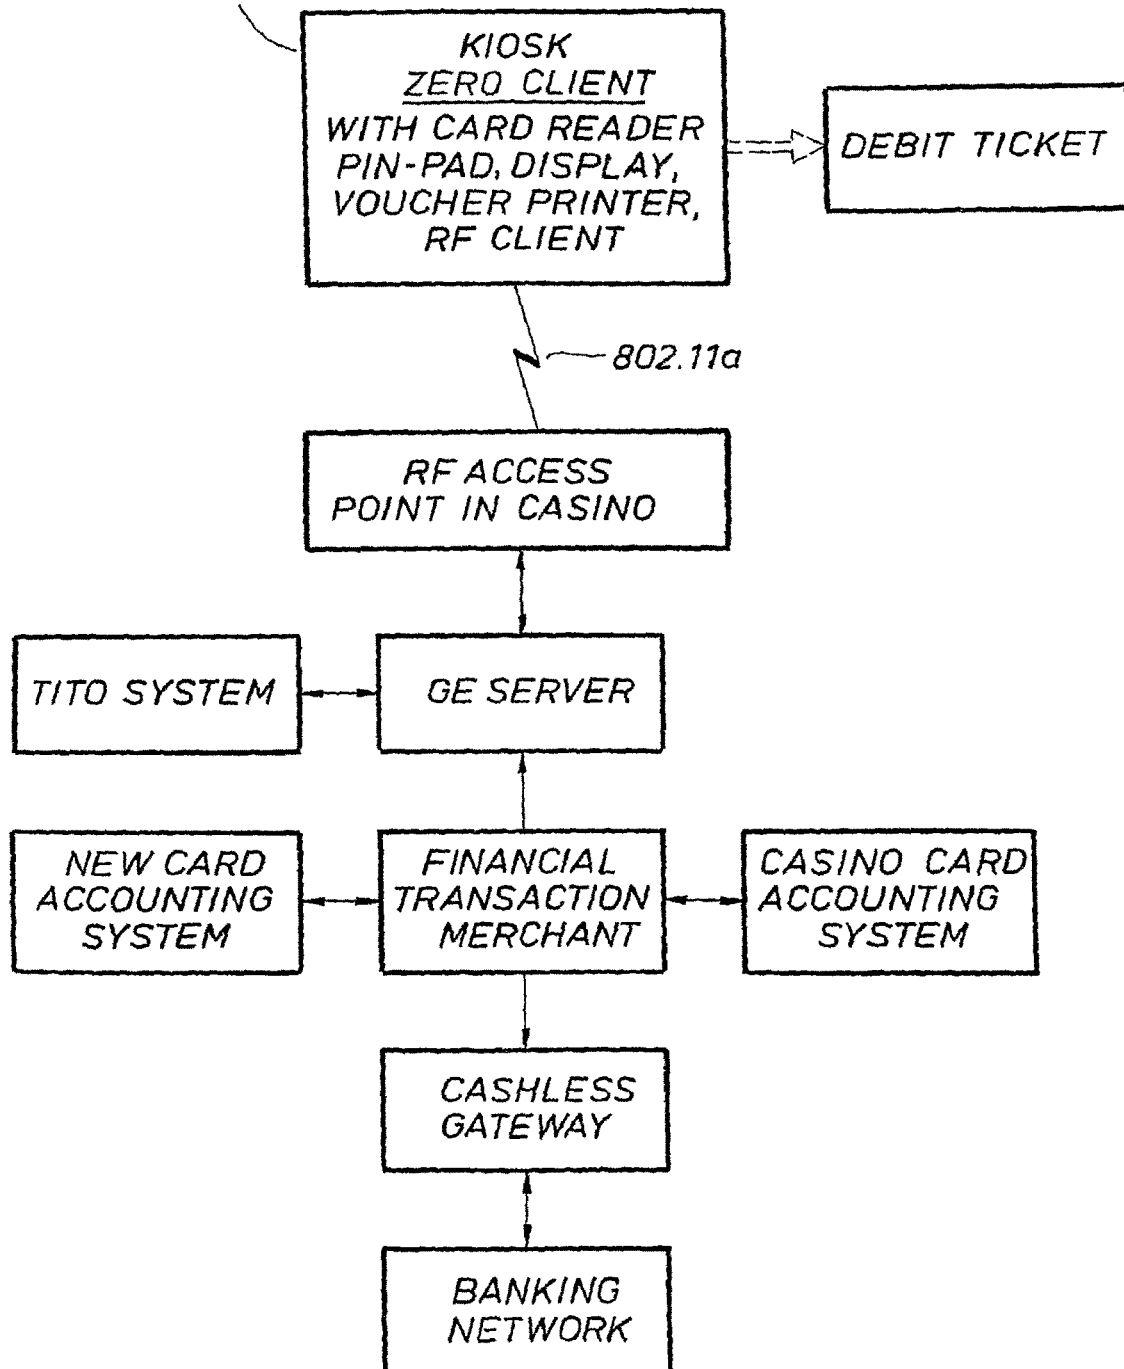 KIOSK
ZERO CLIENT
WITH CARD READER
PIN-PAD, DISPLAY,
VOUCHER PRINTER,
RF CLIENT
DEBIT TICKET
802.11a
RF ACCESS
POINT IN CASINO
TITO SYSTEM
GE SERVER
NEW CARD
ACCOUNTING
SYSTEM
FINANCIAL
TRANSACTION
MERCHANT
CASINO CARD
ACCOUNTING
SYSTEM
CASHLESS
GATEWAY
BANKING
NETWORK